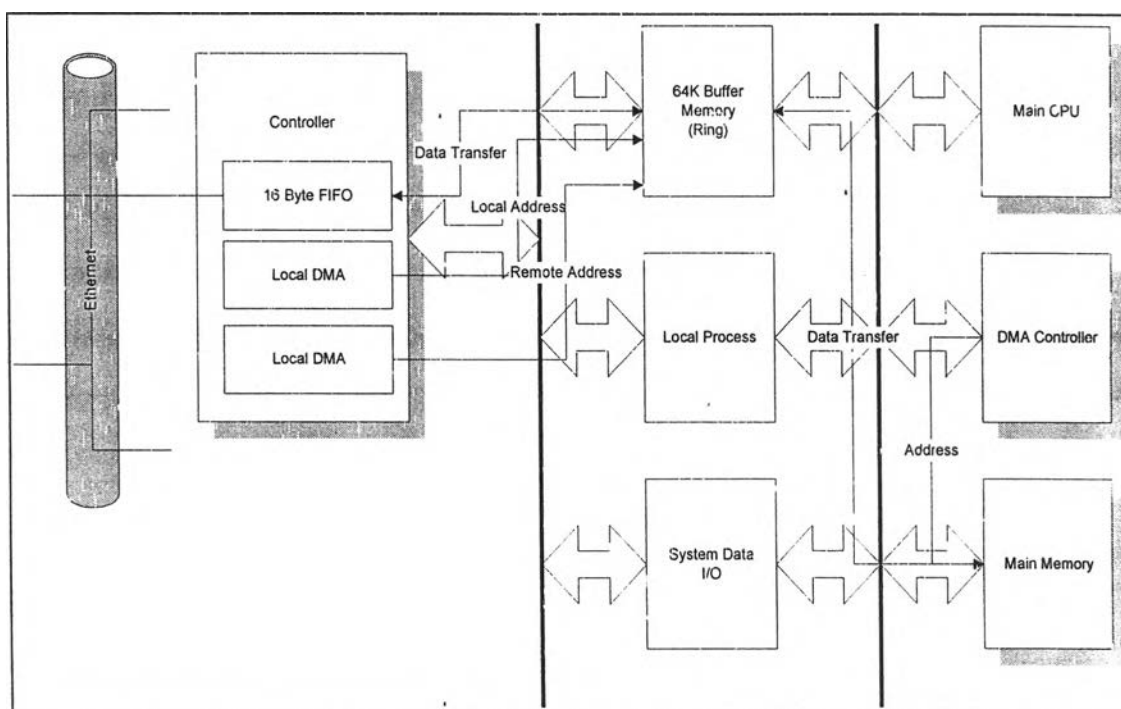 Ethernet
Controller
16 Byte FIFO
Local DMA
Local DMA
Data Transfer
Local Address
Remote Address
64K Buffer
Memory
(Ring)
Local Process
System Data
I/O
Data Transfer
Address
Main CPU
DMA Controller
Main Memory